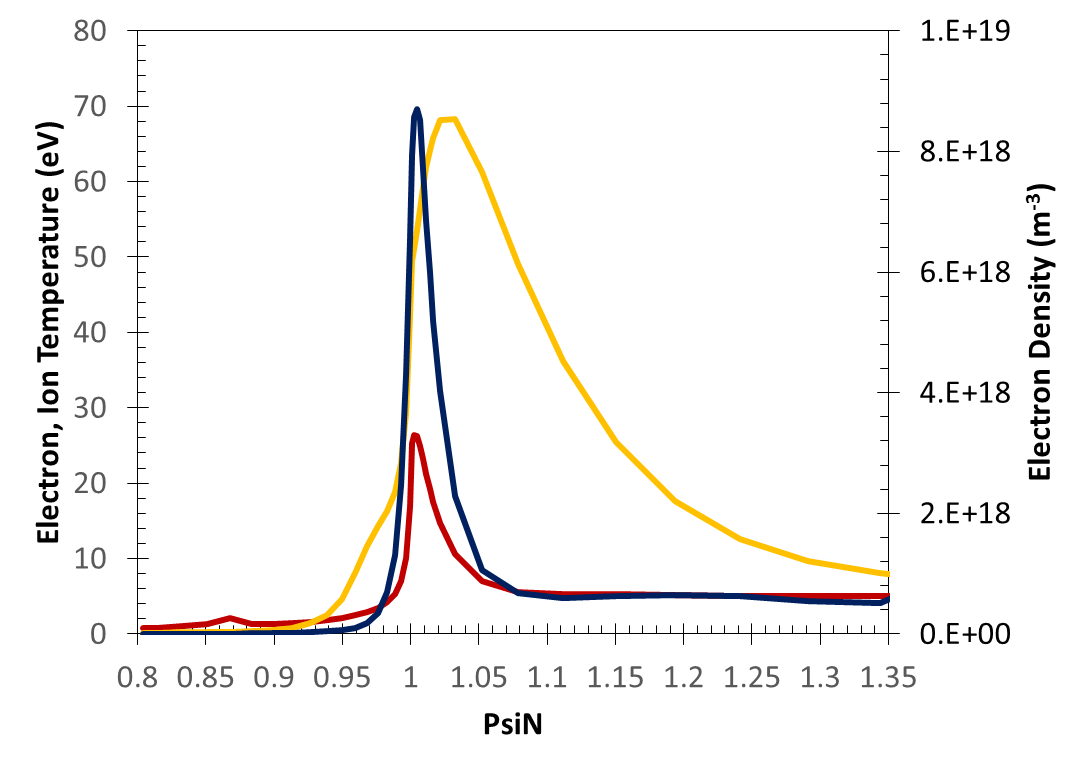 80
70
60
50
40
30
20
10
0
Electron, Ion Temperature (eV)
1.E+19
8.E+18
6.E+18
4.E+18
2.E+18
0.E+00
Electron Density (m-3)
0.8 0.85 0.9 0.95 1 1.05 1.1 1.15 1.2 1.25 1.3 1.35
PsiN